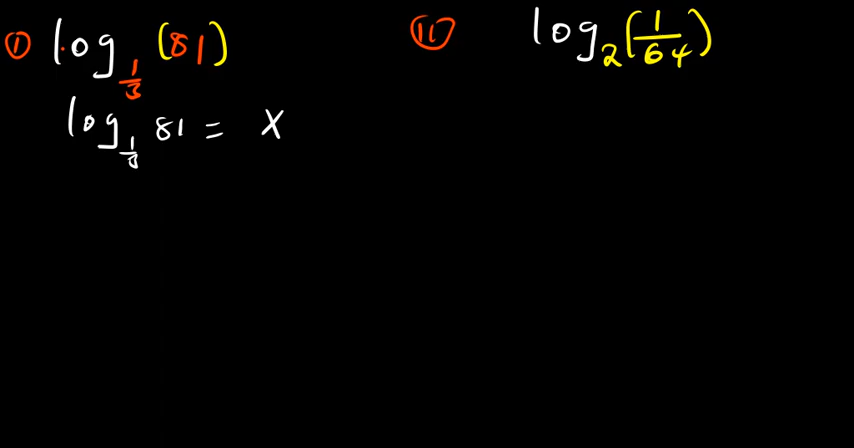 ① log_{1/3} (81)
log_{1/3} 81 = x
⑪ log_2 (1/64)